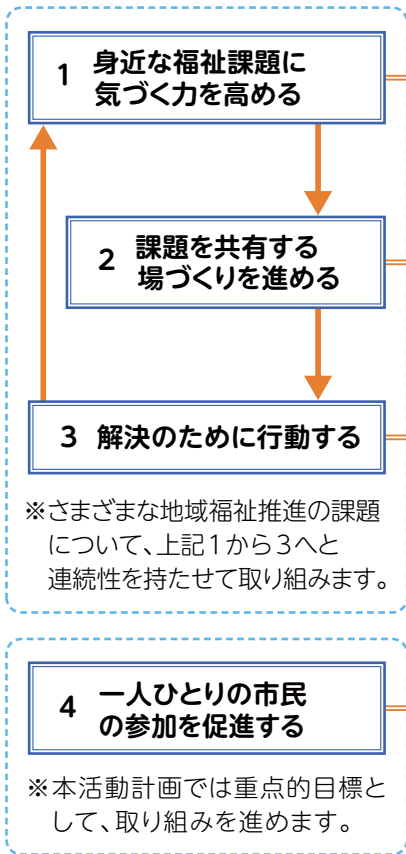 1 身近な福祉課題に
気づく力を高める
2 課題を共有する
場づくりを進める
3 解決のために行動する
※さまざまな地域福祉推進の課題
について、上記1から3へと
連続性を持たせて取り組みます。
4 一人ひとりの市民
の参加を促進する
※本活動計画では重点的目標と
して、取り組みを進めます。